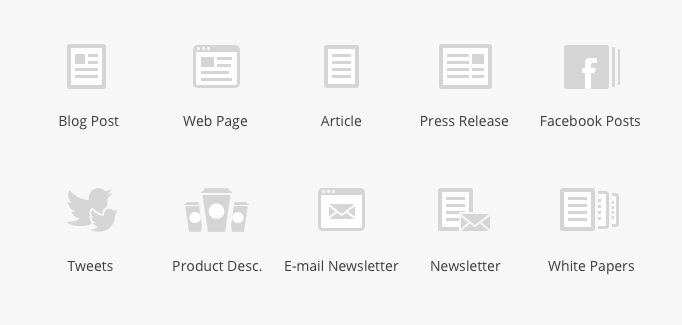 Blog Post
Web Page
Article
Press Release
Facebook Posts
Tweets
Product Desc.
E-mail Newsletter
Newsletter
White Papers